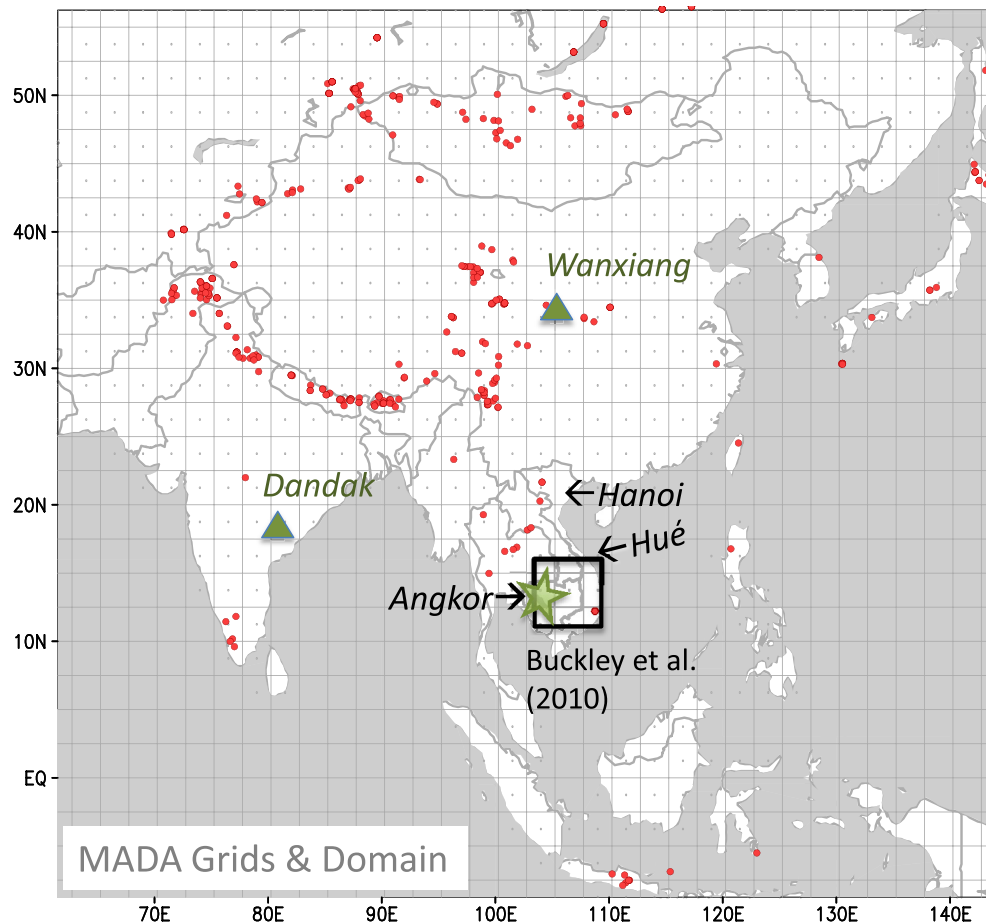 50N
40N
Wanxiang
30N
Dandak
20N
←Hanoi
←Hué
Angkor→
10N
Buckley et al.
(2010)
EQ
MADA Grids & Domain
70E 80E 90E 100E 110E 120E 130E 140E